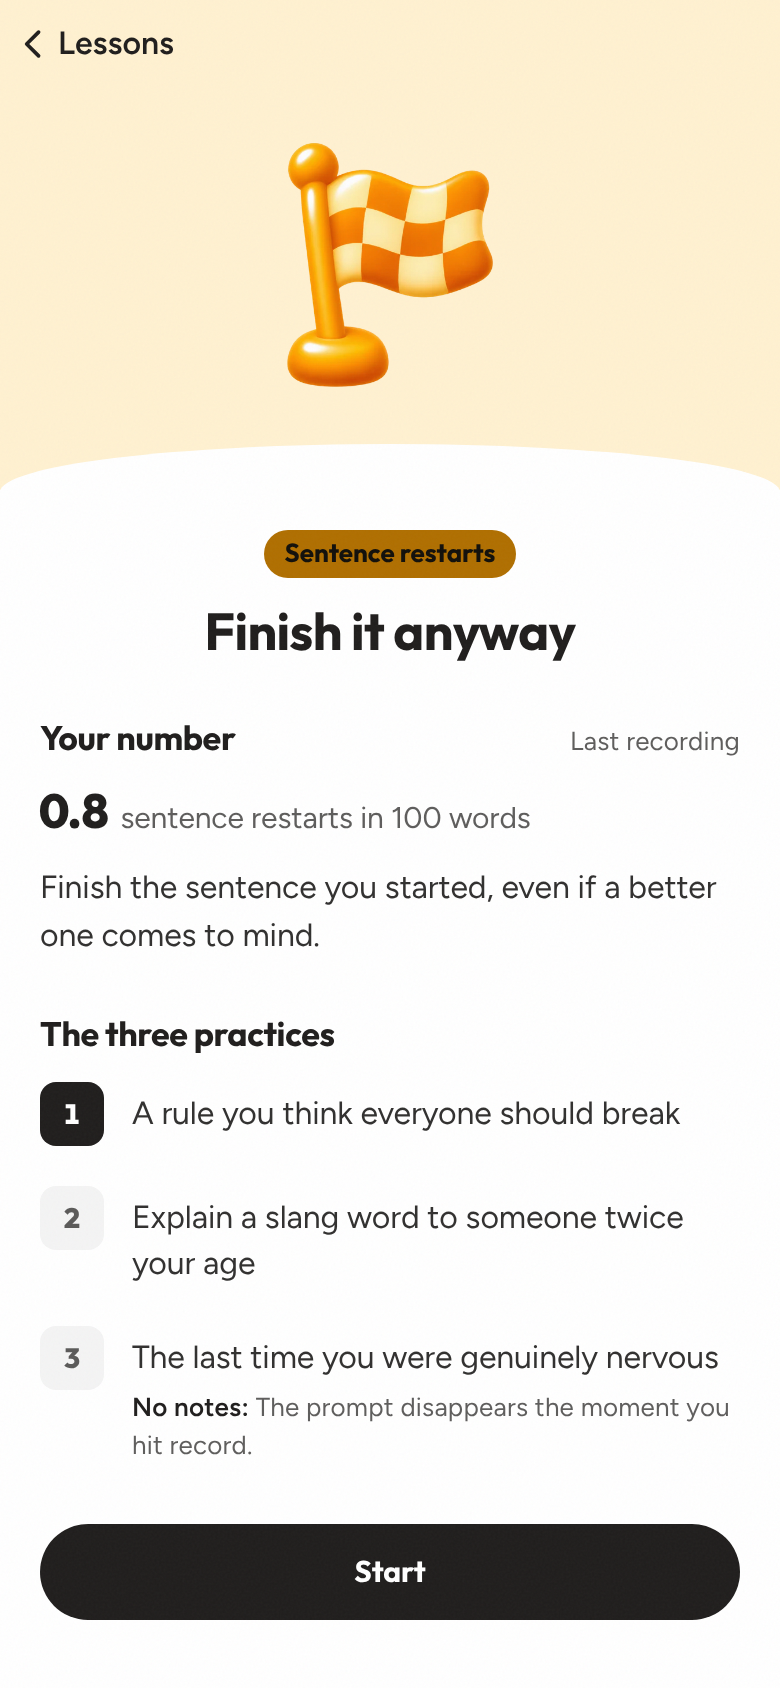 Lessons
Sentence restarts
Finish it anyway
Your number
Last recording
0.8 sentence restarts in 100 words
Finish the sentence you started, even if a better
one comes to mind.
The three practices
1 A rule you think everyone should break
2 Explain a slang word to someone twice
your age
3 The last time you were genuinely nervous
No notes: The prompt disappears the moment you
hit record.
Start